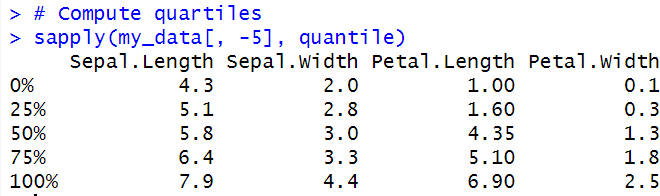 > # Compute quartiles
> sapply(my_data[, -5], quantile)
     Sepal.Length Sepal.Width Petal.Length Petal.Width
0%            4.3         2.0         1.00         0.1
25%           5.1         2.8         1.60         0.3
50%           5.8         3.0         4.35         1.3
75%           6.4         3.3         5.10         1.8
100%          7.9         4.4         6.90         2.5